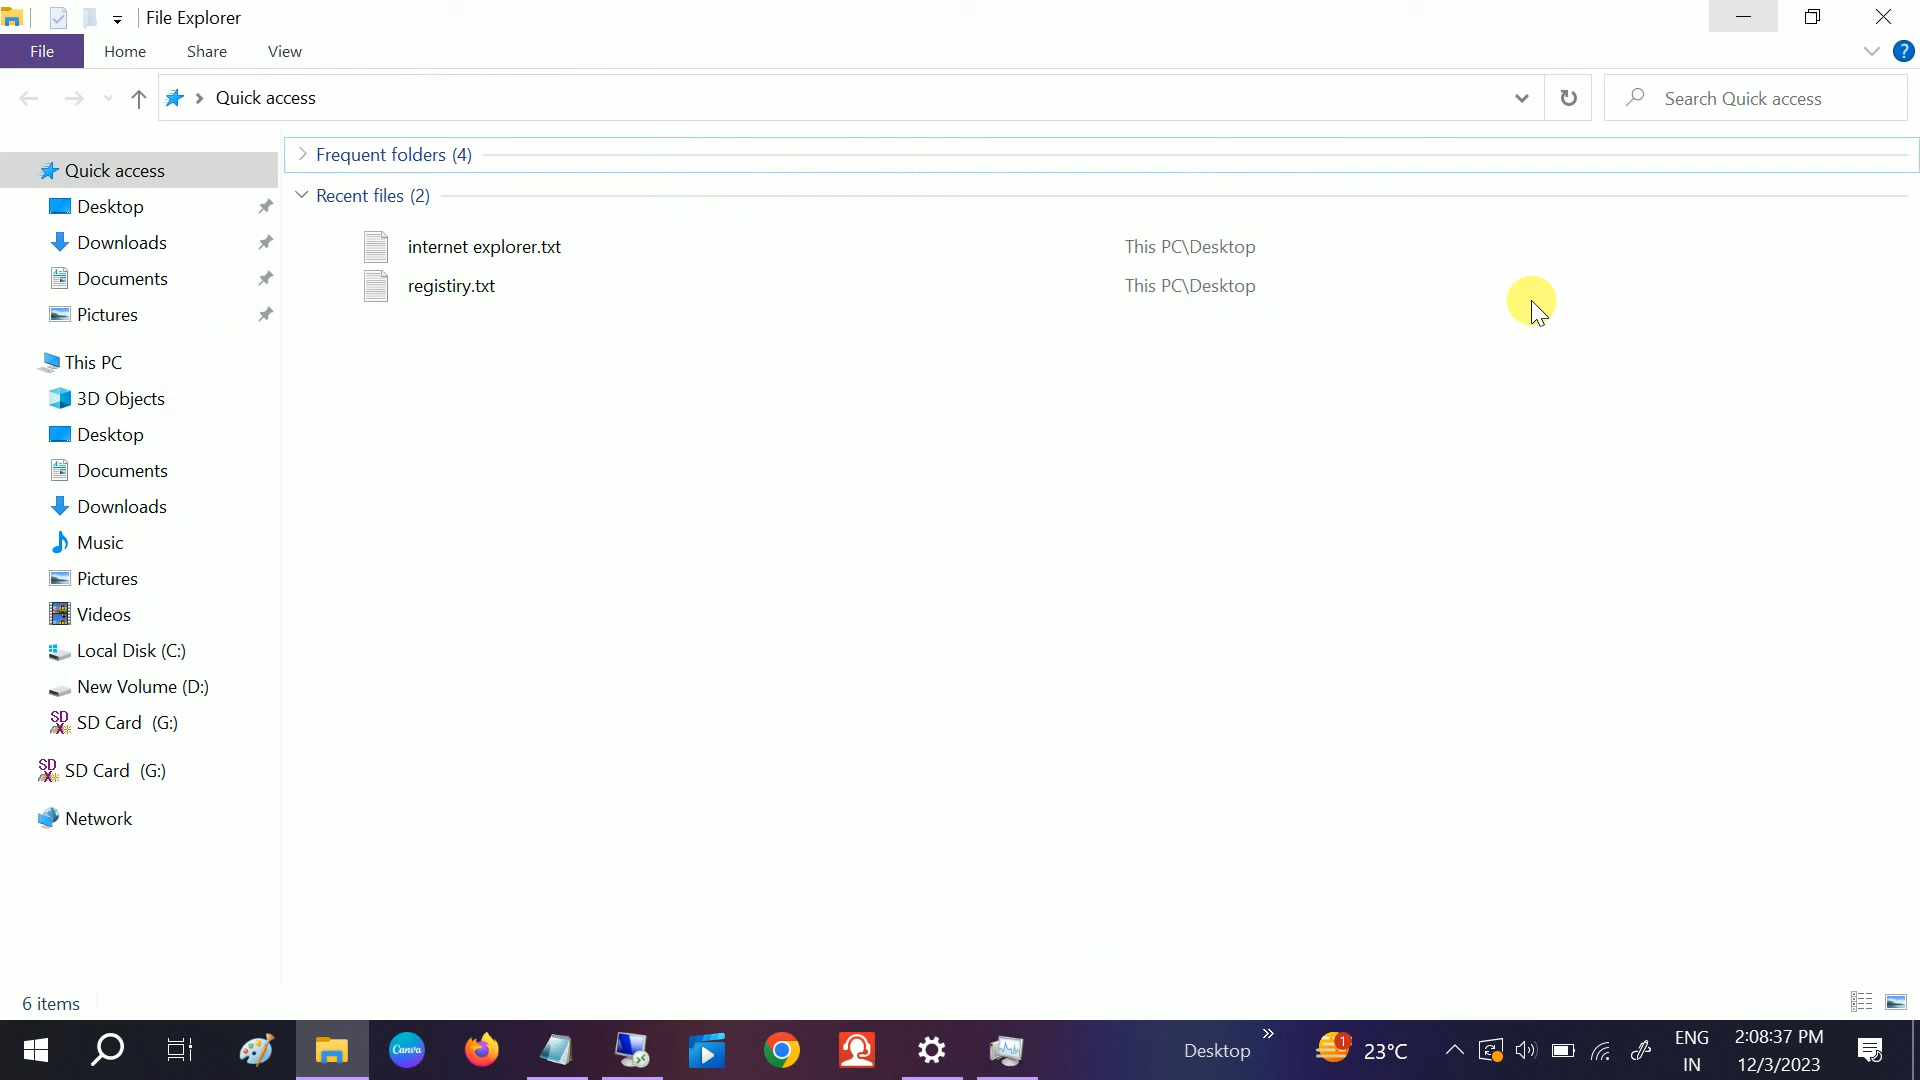 File Explorer
File Home Share View
?
Quick access
Search Quick access
Quick access
Desktop
Downloads
Documents
Pictures
This PC
3D Objects
Desktop
Documents
Downloads
Music
Pictures
Videos
Local Disk (C:)
New Volume (D:)
SD Card (G:)
SD Card (G:)
Network
Frequent folders (4)
Recent files (2)
internet explorer.txt This PC\Desktop
registiry.txt This PC\Desktop
6 items
Canva
Desktop
»
1
23°C
ENG
IN
2:08:37 PM
12/3/2023